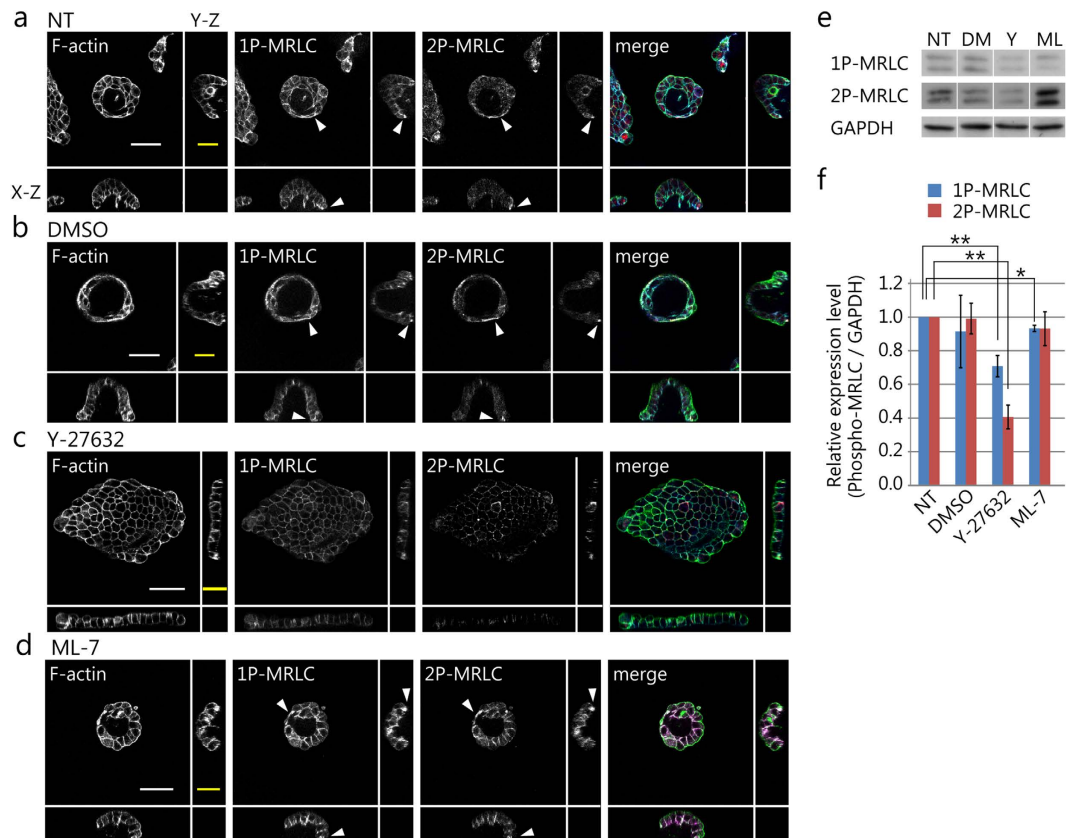 a NT Y-Z
F-actin 1P-MRLC 2P-MRLC merge
X-Z
b DMSO
F-actin 1P-MRLC 2P-MRLC merge
c Y-27632
F-actin 1P-MRLC 2P-MRLC merge
d ML-7
F-actin 1P-MRLC 2P-MRLC merge
e
NT DM Y ML
1P-MRLC
2P-MRLC
GAPDH
f
1P-MRLC
2P-MRLC
**
**
*
Relative expression level
(Phospho-MRLC / GAPDH)
1.2
1.0
0.8
0.6
0.4
0.2
0.0
NT
DMSO
Y-27632
ML-7